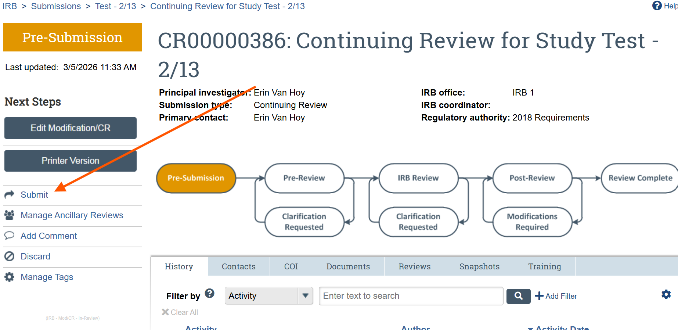 IRB > Submissions > Test - 2/13 > Continuing Review for Study Test - 2/13
Help
Pre-Submission
Last updated: 3/5/2026 11:33 AM
Next Steps
Edit Modification/CR
Printer Version
Submit
Manage Ancillary Reviews
Add Comment
Discard
Manage Tags
CR00000386: Continuing Review for Study Test -
2/13
Principal investigator: Erin Van Hoy
IRB office: IRB 1
Submission type: Continuing Review
IRB coordinator:
Primary contact: Erin Van Hoy
Regulatory authority: 2018 Requirements
Pre-Submission
Pre-Review
IRB Review
Post-Review
Review Complete
Clarification
Requested
Clarification
Requested
Modifications
Required
History
Contacts
COI
Documents
Reviews
Snapshots
Training
Filter by
Activity
Enter text to search
Add Filter
Clear All
Activity
Author
Activity Date